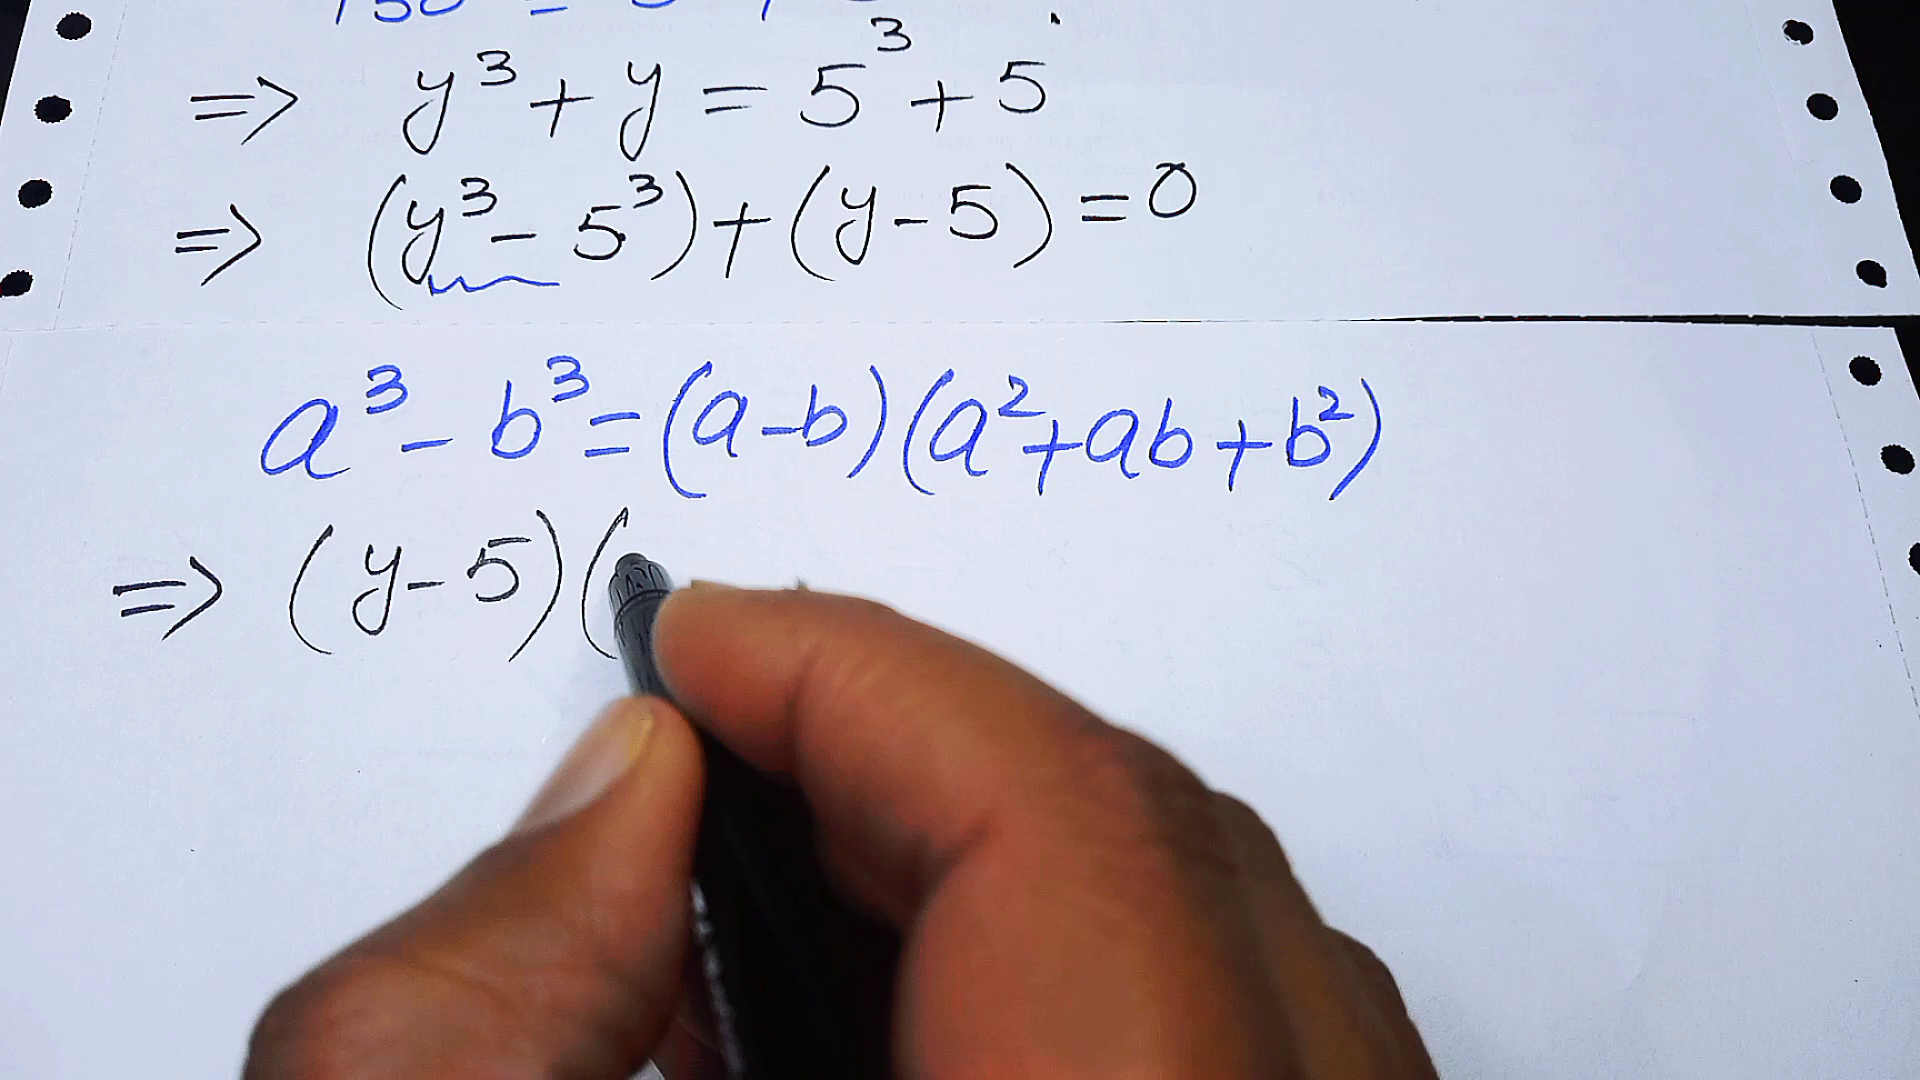 => y³ + y = 5³ + 5
=> (y³ - 5³) + (y - 5) = 0
a³ - b³ = (a - b)(a² + ab + b²)
=> (y - 5)(